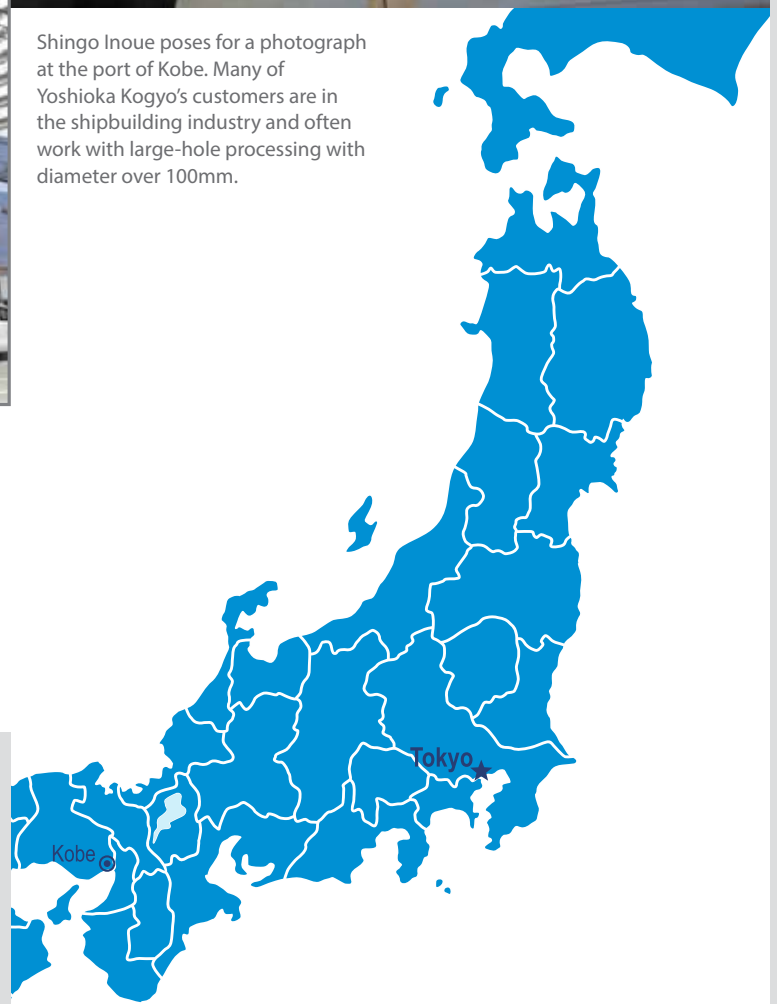 Shingo Inoue poses for a photograph
at the port of Kobe. Many of
Yoshioka Kogyo’s customers are in
the shipbuilding industry and often
work with large-hole processing with
diameter over 100mm.
Tokyo
Kobe